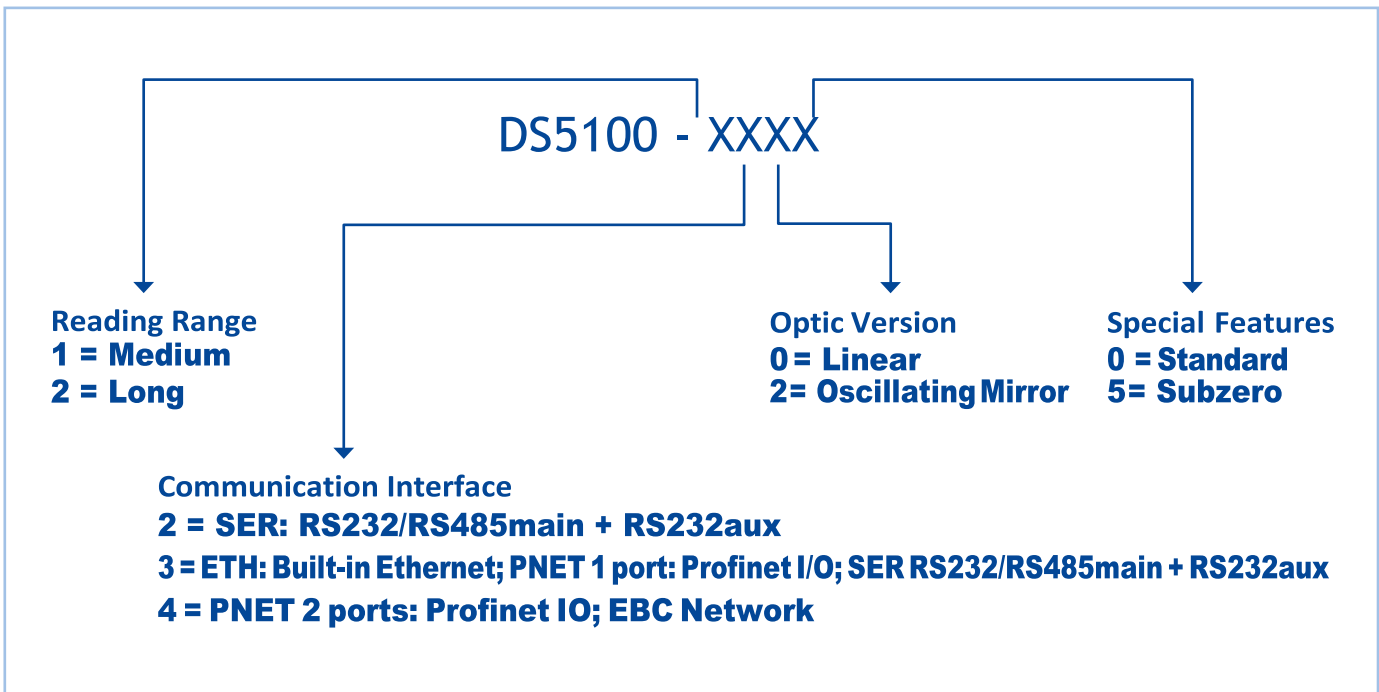 DS5100 - XXXX
Reading Range
1 = Medium
2 = Long
Optic Version
0 = Linear
2= Oscillating Mirror
Special Features
0 = Standard
5= Subzero
Communication Interface
2 = SER: RS232/RS485main + RS232aux
3 = ETH: Built-in Ethernet; PNET 1 port: Profinet I/O; SER RS232/RS485main + RS232aux
4 = PNET 2 ports: Profinet IO; EBC Network